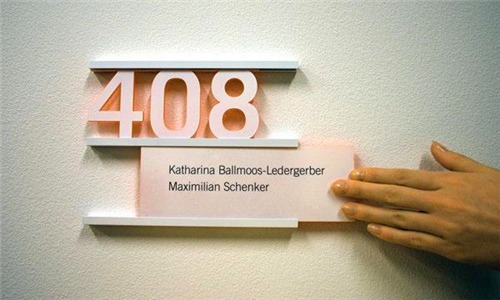 408
Katharina Ballmoos-Ledergerber
Maximilian Schenker